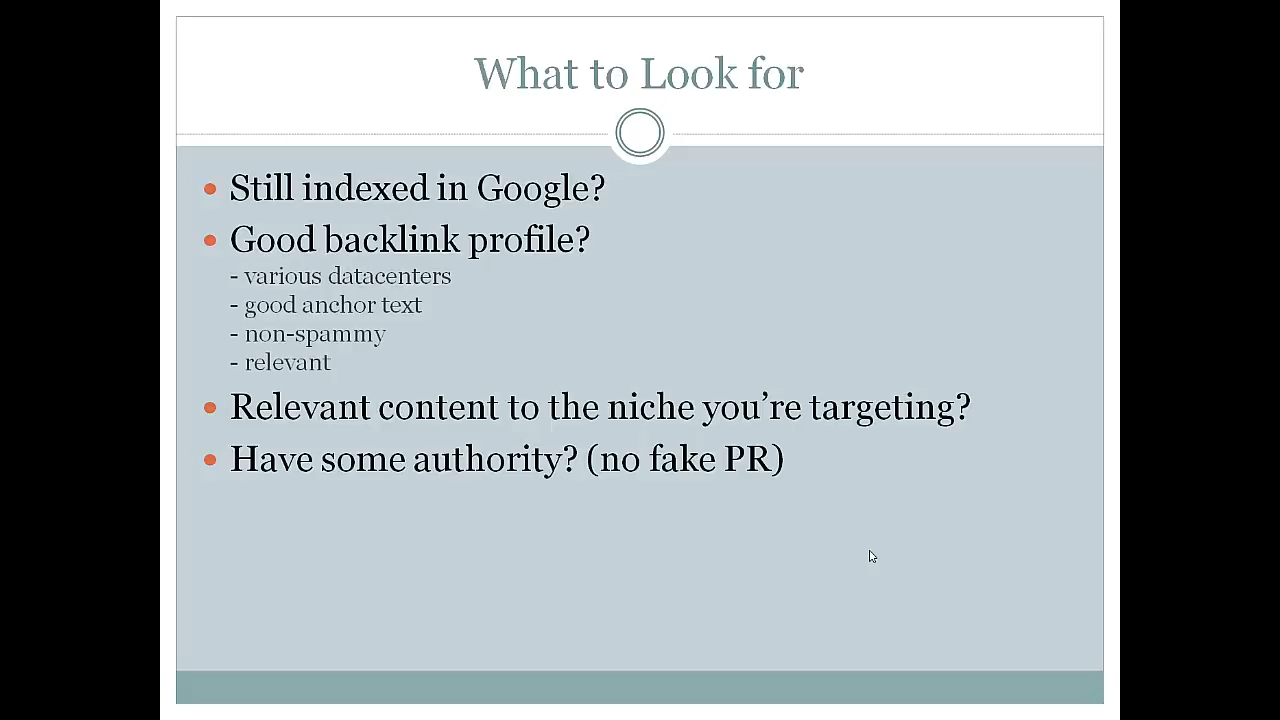 What to Look for
Still indexed in Google?
Good backlink profile?
- various datacenters
- good anchor text
- non-spammy
- relevant
Relevant content to the niche you’re targeting?
Have some authority? (no fake PR)